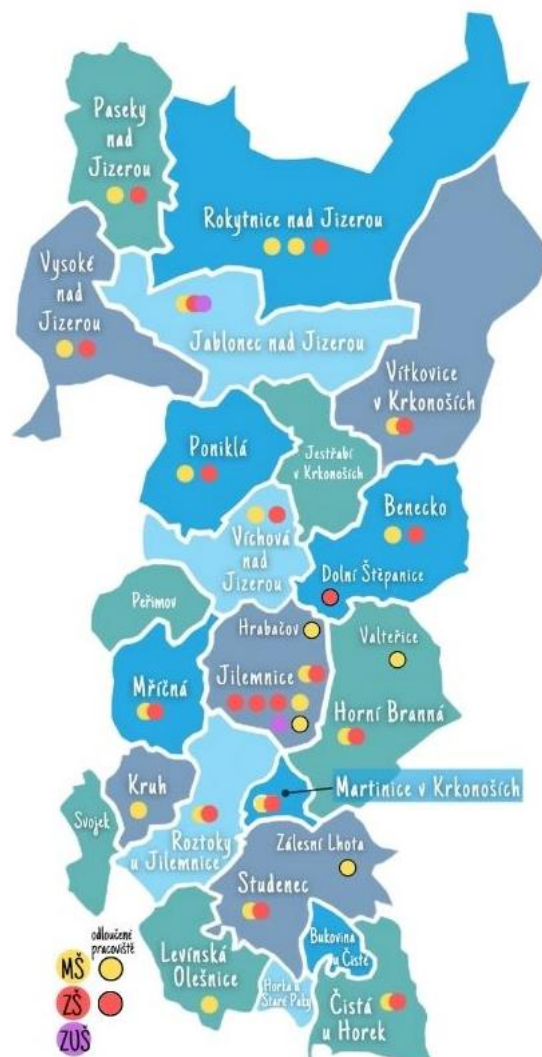 Paseky
nad
Jizerou
Rokytnice nad Jizerou
Vysoké
nad
Jizerou
Jablonec nad Jizerou
Vítkovice
v Krkonoších
Poniklá
Jestřabí
v Krkonoších
Benecko
Víchová
nad
Jizerou
Dolní Štěpanice
Peřimov
Hrabačov
Valteřice
Jilemnice
Mříčná
Horní Branná
Kruh
Martinice v Krkonoších
Svojek
Roztoky
u Jilemnice
Zálesní Lhota
Studenec
Levínská
Olešnice
Bukovina
u Čisté
Horka u
Staré Paky
Čistá
u Horek
odloučené
pracoviště
MŠ
ZŠ
ZUŠ